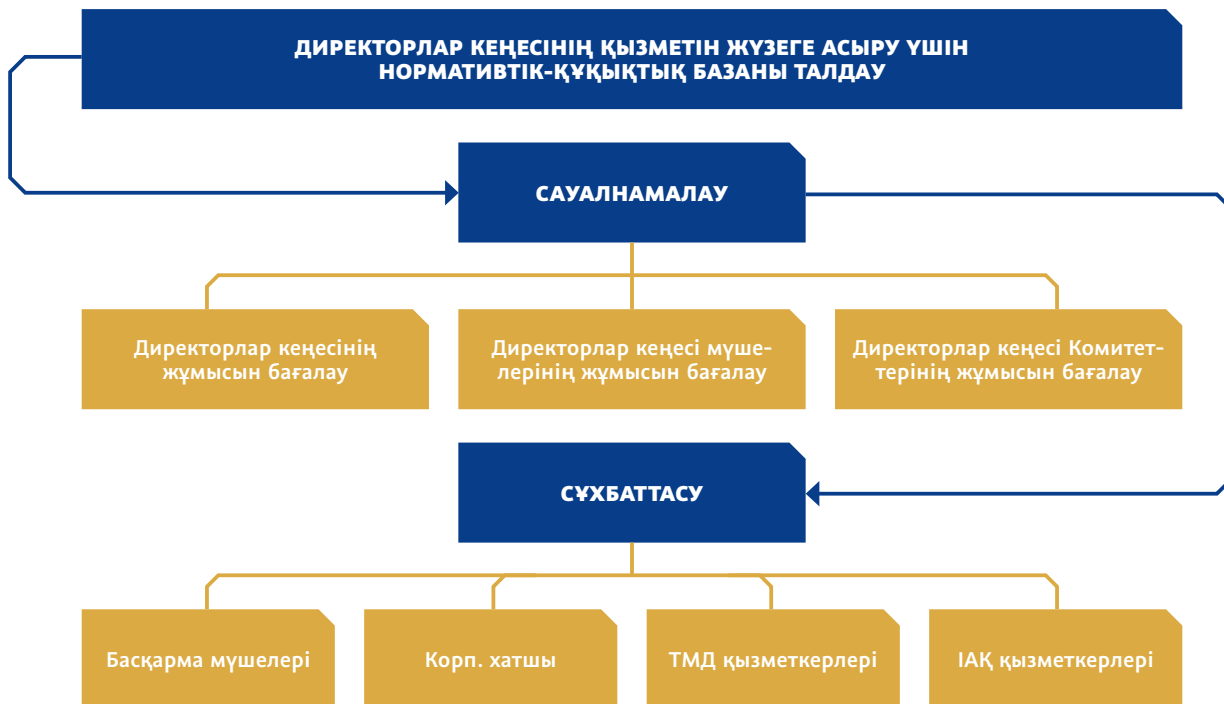 ДИРЕКТОРЛАР КЕҢЕСІНІҢ ҚЫЗМЕТІН ЖҮЗЕГЕ АСЫРУ ҮШІН
НОРМАТИВТІК-ҚҰҚЫҚТЫҚ БАЗАНЫ ТАЛДАУ
САУАЛНАМАЛАУ
Директорлар кеңесінің
жұмысын бағалау
Директорлар кеңесі мүше-
лерінің жұмысын бағалау
Директорлар кеңесі Комитет-
терінің жұмысын бағалау
СҰХБАТТАСУ
Басқарма мүшелері
Корп. хатшы
ТМД қызметкерлері
ІАҚ қызметкерлері